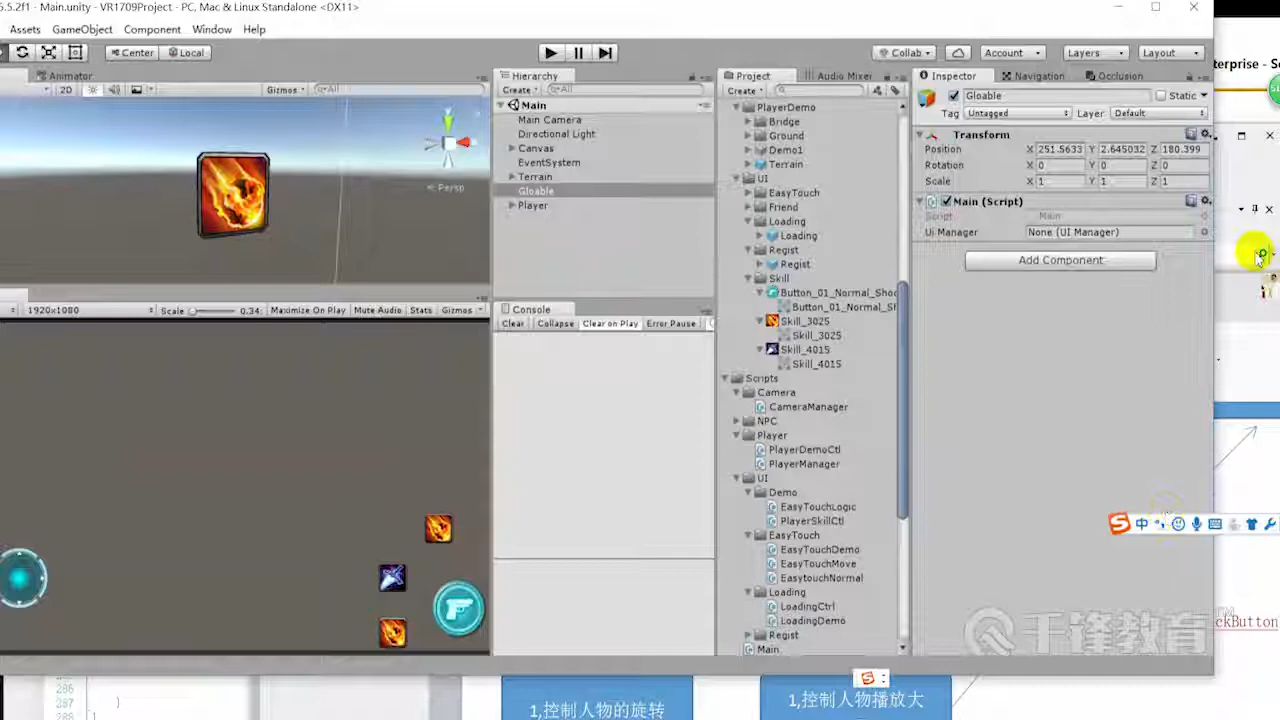 5.5.2f1 - Main.unity - VR1709Project - PC, Mac & Linux Standalone <DX11>
Assets GameObject Component Window Help
Center Local Collab Account Layers Layout
Animator
2D Gizmos All
Persp
1920x1080 Scale 0.34: Maximize On Play Mute Audio Stats Gizmos
Hierarchy
Create All
Main
Main Camera
Directional Light
Canvas
EventSystem
Terrain
Gloable
Player
Console
Clear Collapse Clear on Play Error Pause
Project Audio Mixer
Create
PlayerDemo
Bridge
Ground
Demo1
Terrain
UI
EasyTouch
Friend
Loading
Loading
Regist
Regist
Skill
Button_01_Normal_Shoo
Button_01_Normal_Sh
Skill_3025
Skill_3025
Skill_4015
Skill_4015
Scripts
Camera
CameraManager
NPC
Player
PlayerDemoCtl
PlayerManager
UI
Demo
EasyTouchLogic
PlayerSkillCtl
EasyTouch
EasyTouchDemo
EasyTouchMove
EasytouchNormal
Loading
LoadingCtrl
LoadingDemo
Regist
Main
Inspector Navigation Occlusion
Gloable Static
Tag Untagged Layer Default
Transform
Position X 251.5633 Y 2.645032 Z 180.399
Rotation X 0 Y 0 Z 0
Scale X 1 Y 1 Z 1
Main (Script)
Script Main
Ui Manager None (UI Manager)
Add Component
terprise - S
中
千锋教育
TM
ckButton
286
287 }
288
1,控制人物的旋转
1,控制人物播放大